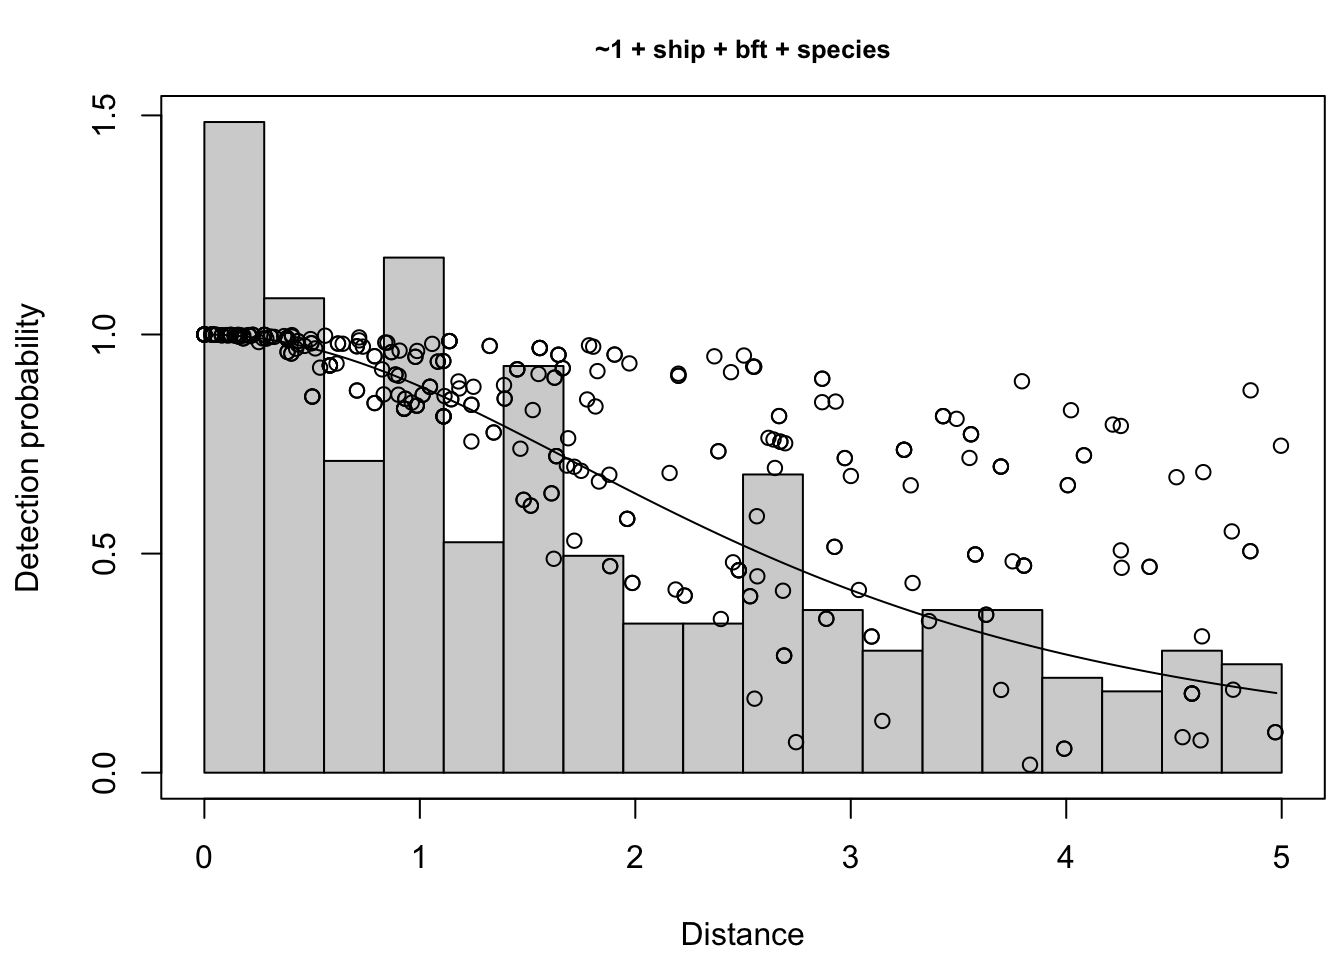 ~1 + ship + bft + species
1.5
1.0
0.5
0.0
Detection probability
0 1 2 3 4 5
Distance